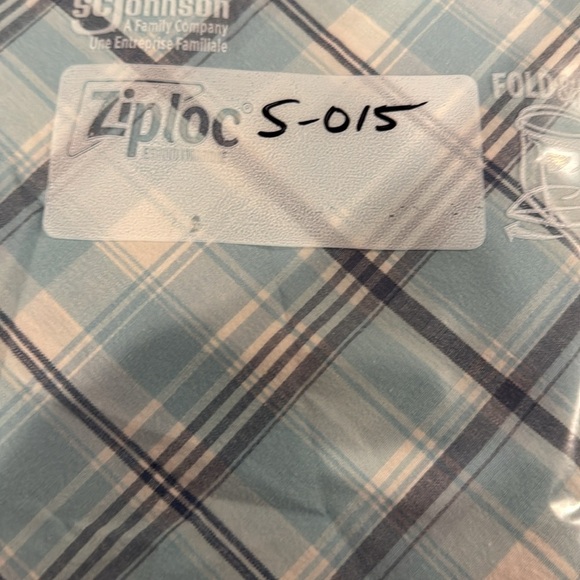 SC Johnson
A Family Company
Une Entreprise Familiale
Ziploc® S-015
FOLD